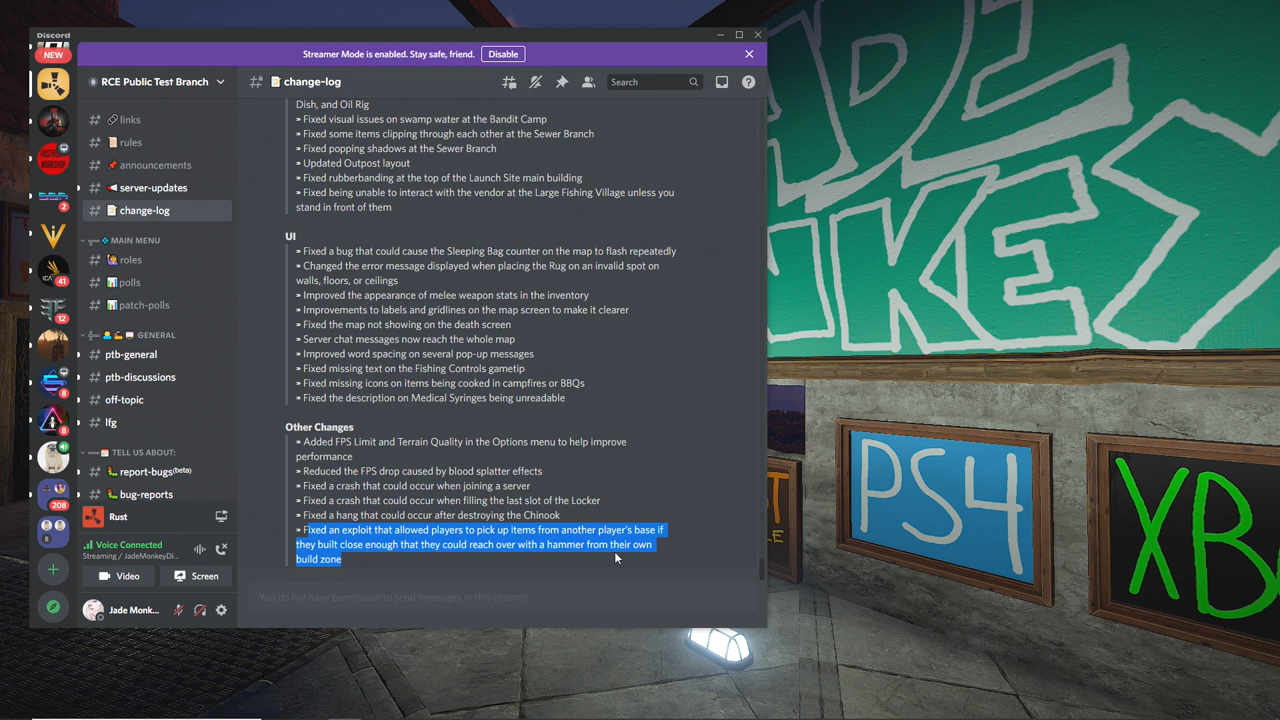 Discord
Streamer Mode is enabled. Stay safe, friend.
Disable
NEW
RCE Public Test Branch
change-log
Search
links
rules
announcements
server-updates
change-log
MAIN MENU
roles
polls
patch-polls
GENERAL
ptb-general
ptb-discussions
off-topic
lfg
TELL US ABOUT:
report-bugs(beta)
bug-reports
2
41
12
8
8
208
Rust
Voice Connected
Streaming / JadeMonkeyDi...
Video
Screen
Jade Monk...
Dish, and Oil Rig
» Fixed visual issues on swamp water at the Bandit Camp
» Fixed some items clipping through each other at the Sewer Branch
» Fixed popping shadows at the Sewer Branch
» Updated Outpost layout
» Fixed rubberbanding at the top of the Launch Site main building
» Fixed being unable to interact with the vendor at the Large Fishing Village unless you
stand in front of them
UI
» Fixed a bug that could cause the Sleeping Bag counter on the map to flash repeatedly
» Changed the error message displayed when placing the Rug on an invalid spot on
walls, floors, or ceilings
» Improved the appearance of melee weapon stats in the inventory
» Improvements to labels and gridlines on the map screen to make it clearer
» Fixed the map not showing on the death screen
» Server chat messages now reach the whole map
» Improved word spacing on several pop-up messages
» Fixed missing text on the Fishing Controls gametip
» Fixed missing icons on items being cooked in campfires or BBQs
» Fixed the description on Medical Syringes being unreadable
Other Changes
» Added FPS Limit and Terrain Quality in the Options menu to help improve
performance
» Reduced the FPS drop caused by blood splatter effects
» Fixed a crash that could occur when joining a server
» Fixed a crash that could occur when filling the last slot of the Locker
» Fixed a hang that could occur after destroying the Chinook
» Fixed an exploit that allowed players to pick up items from another player's base if
they built close enough that they could reach over with a hammer from their own
build zone
You do not have permission to send messages in this channel
PS4
XB